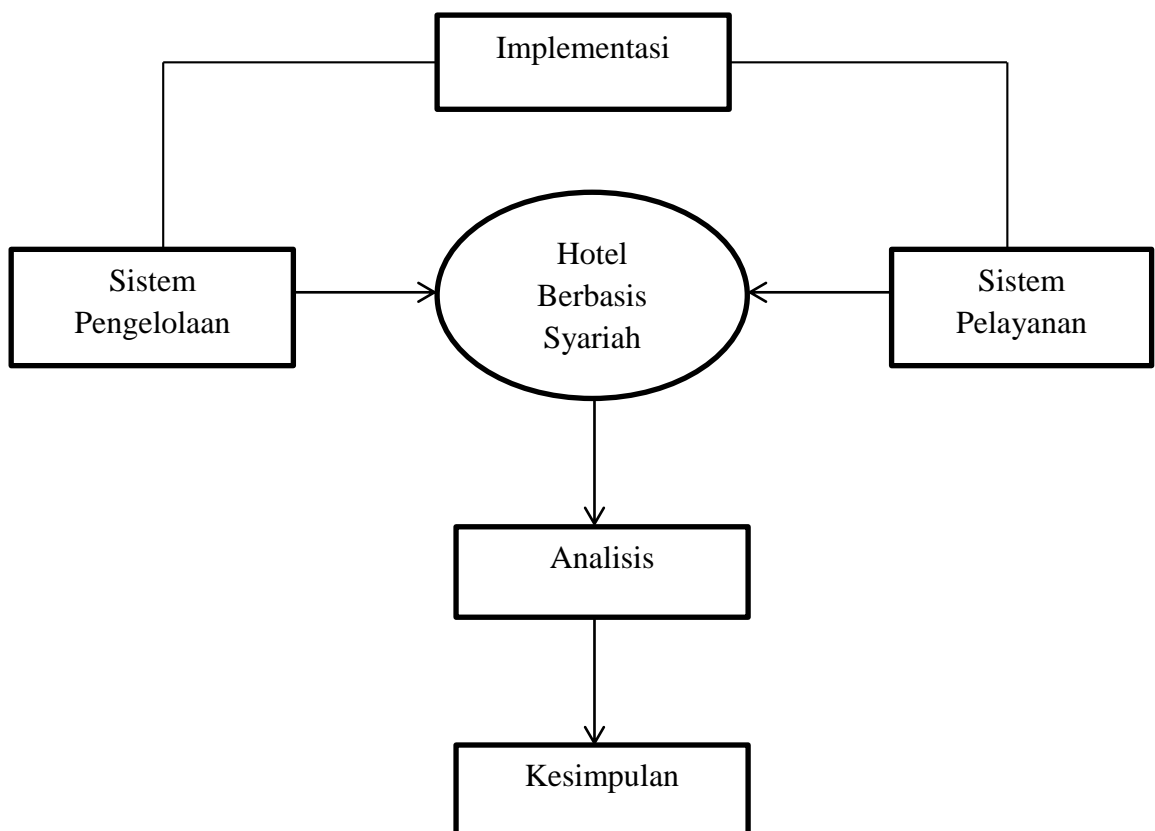 Implementasi
Hotel
Berbasis
Syariah
Sistem
Pengelolaan
Sistem
Pelayanan
Analisis
Kesimpulan